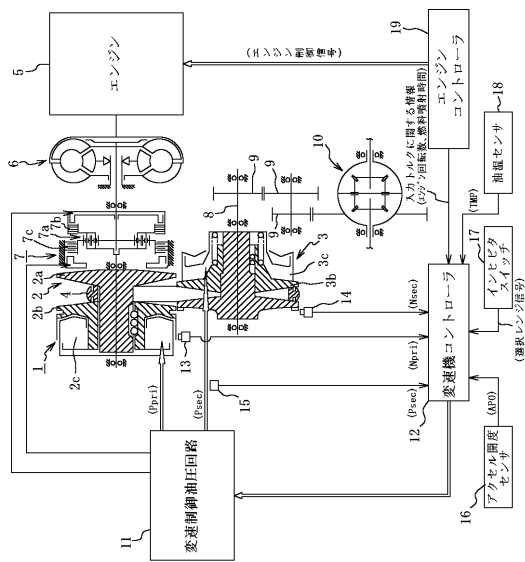 5
エンジン
6
(エンジン制御信号)
19
エンジン
コントローラ
18
油温センサ
(TMP)
入力トルクに関する情報
(エンジン回転数、燃料噴射時間)
10
9
9
9
8
7
7c
7a
7b
2a
2
4
2b
1
2c
3
3c
3b
14
13
15
(Nsec)
(Npri)
(Psec)
(Ppri)
(Psec)
17
インヒビタ
スイッチ
(選択レンジ信号)
変速機コントローラ
12
(APO)
アクセル開度
センサ
16
変速制御油圧回路
11